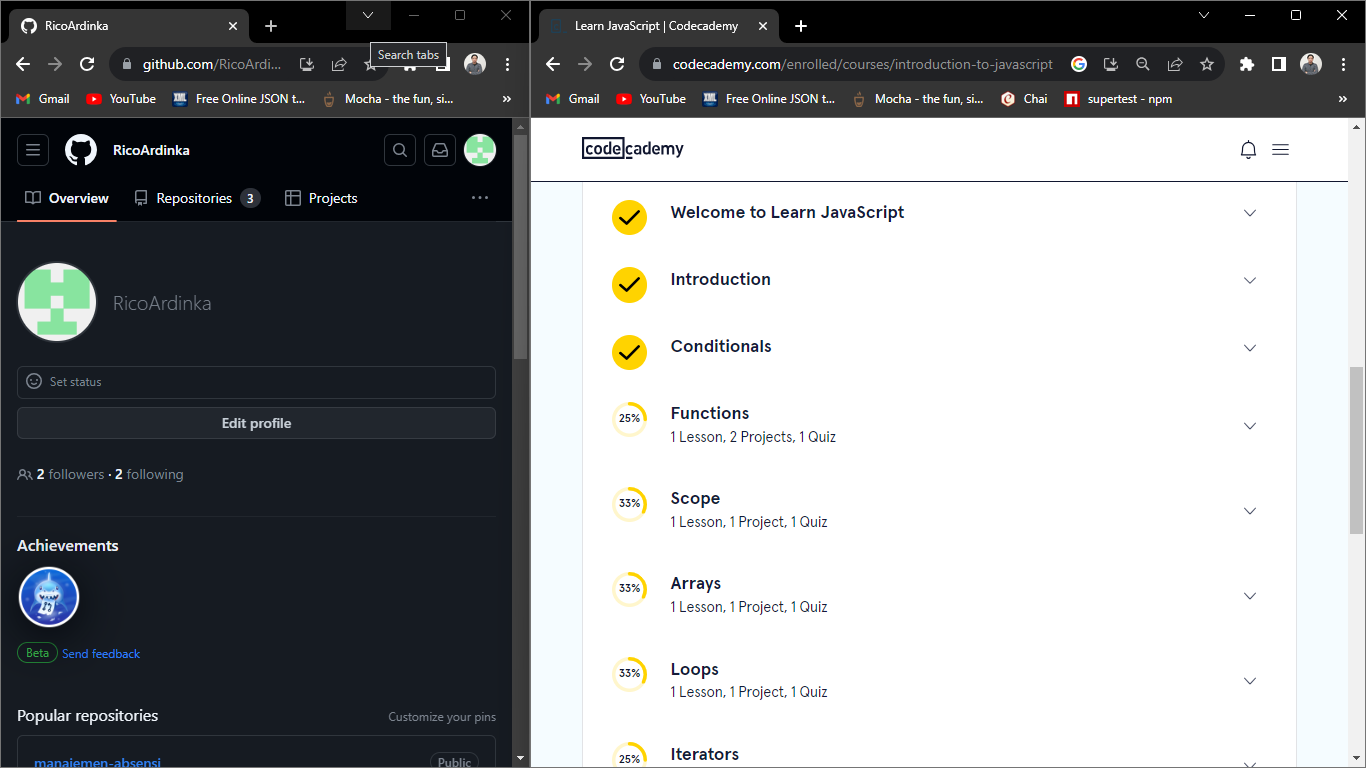 RicoArdinka
Search tabs
github.com/RicoArdi...
Gmail
YouTube
Free Online JSON t...
Mocha - the fun, si...
»
RicoArdinka
Overview
Repositories 3
Projects
RicoArdinka
Set status
Edit profile
2 followers · 2 following
Achievements
Beta Send feedback
Popular repositories
Customize your pins
manajemen-absensi
Public
Learn JavaScript | Codecademy
codecademy.com/enrolled/courses/introduction-to-javascript
Gmail
YouTube
Free Online JSON t...
Mocha - the fun, si...
Chai
supertest - npm
»
codecademy
Welcome to Learn JavaScript
Introduction
Conditionals
25%
Functions
1 Lesson, 2 Projects, 1 Quiz
33%
Scope
1 Lesson, 1 Project, 1 Quiz
33%
Arrays
1 Lesson, 1 Project, 1 Quiz
33%
Loops
1 Lesson, 1 Project, 1 Quiz
25%
Iterators